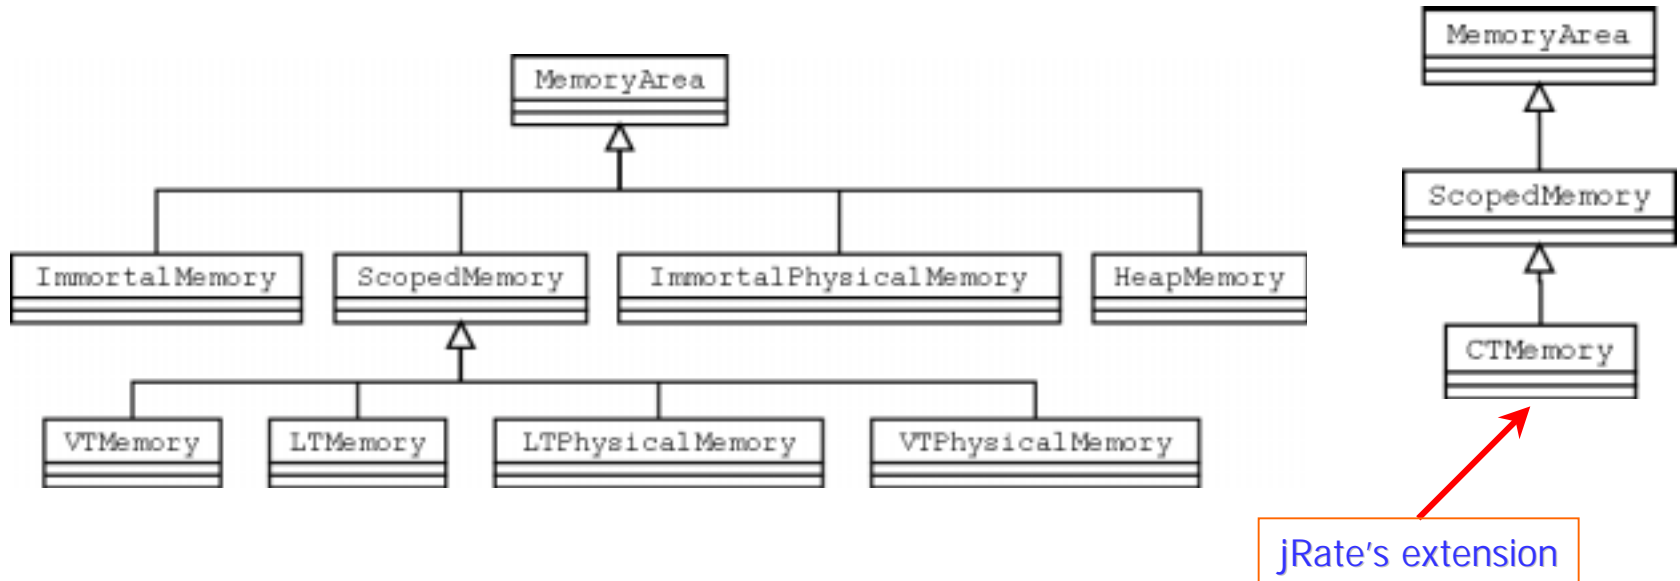 MemoryArea
ImmortalMemory ScopedMemory ImmortalPhysicalMemory HeapMemory
VTMemory LTMemory LTPhysicalMemory VTPhysicalMemory
MemoryArea
ScopedMemory
CTMemory
jRate's extension